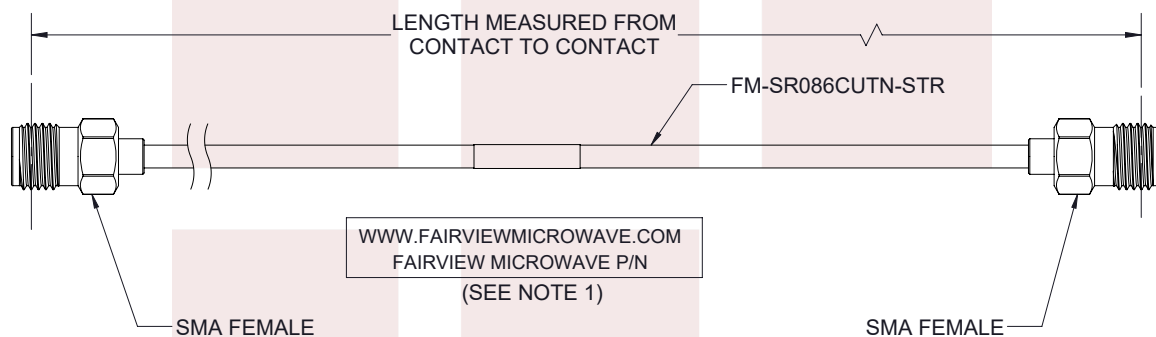 LENGTH MEASURED FROM
CONTACT TO CONTACT
FM-SR086CUTN-STR
WWW.FAIRVIEWMICROWAVE.COM
FAIRVIEW MICROWAVE P/N
(SEE NOTE 1)
SMA FEMALE
SMA FEMALE